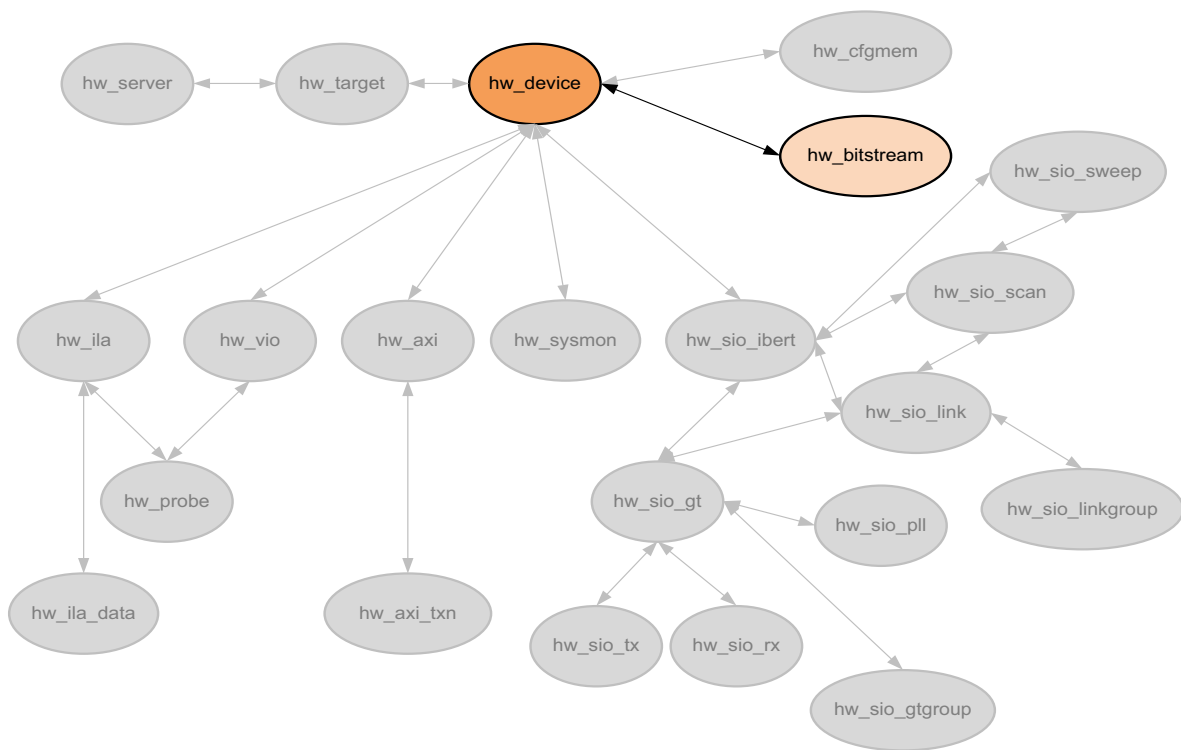 hw_server
hw_target
hw_device
hw_cfgmem
hw_bitstream
hw_sio_sweep
hw_sio_scan
hw_ila
hw_vio
hw_axi
hw_sysmon
hw_sio_ibert
hw_sio_link
hw_probe
hw_sio_gt
hw_sio_pll
hw_sio_linkgroup
hw_ila_data
hw_axi_txn
hw_sio_tx
hw_sio_rx
hw_sio_gtgroup